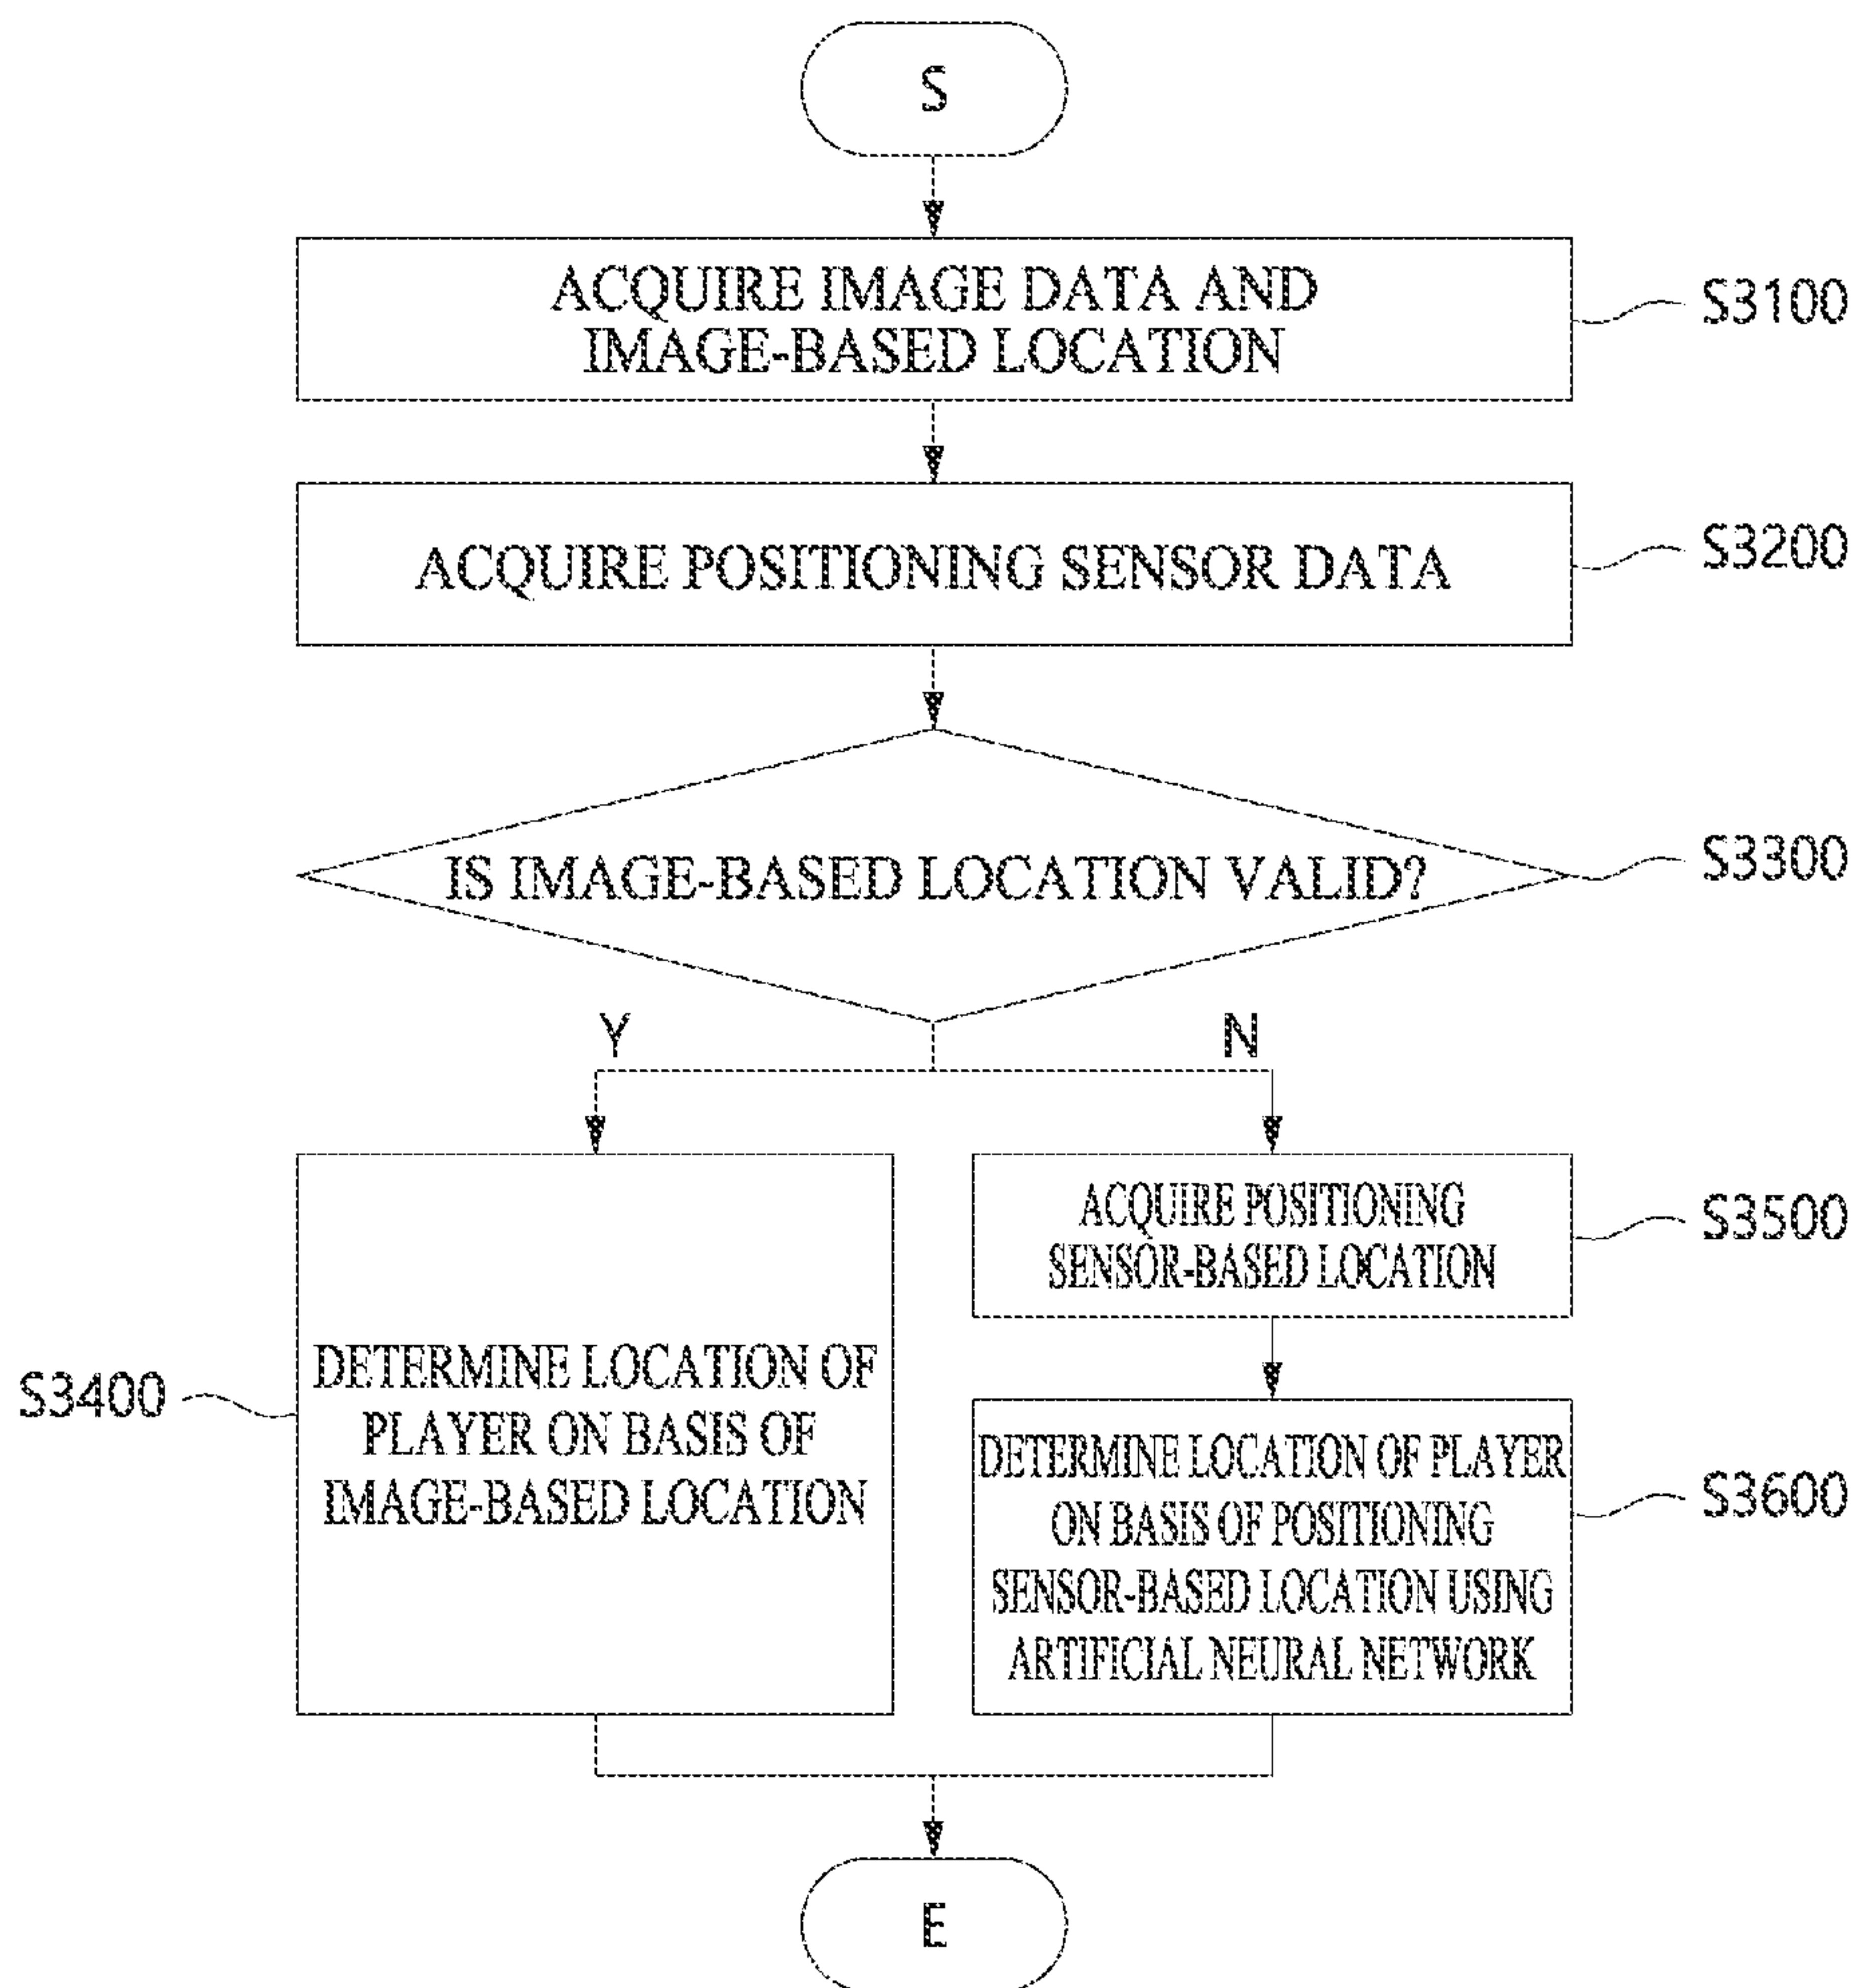 S
ACQUIRE IMAGE DATA AND
IMAGE-BASED LOCATION
S3100
ACQUIRE POSITIONING SENSOR DATA
S3200
IS IMAGE-BASED LOCATION VALID?
S3300
Y
N
S3400
DETERMINE LOCATION OF
PLAYER ON BASIS OF
IMAGE-BASED LOCATION
ACQUIRE POSITIONING
SENSOR-BASED LOCATION
S3500
DETERMINE LOCATION OF PLAYER
ON BASIS OF POSITIONING
SENSOR-BASED LOCATION USING
ARTIFICIAL NEURAL NETWORK
S3600
E